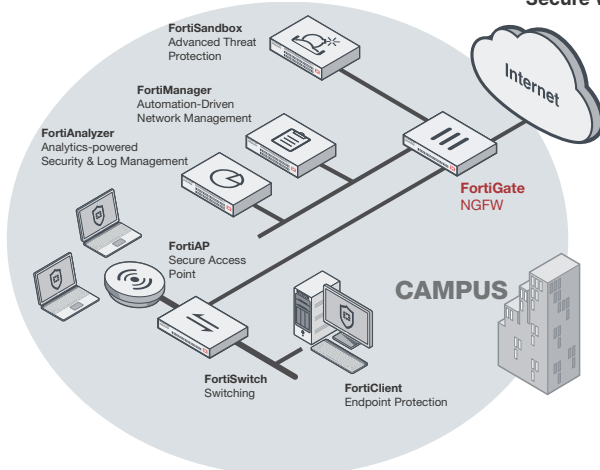 Secure
FortiSandbox
Advanced Threat
Protection
Internet
FortiManager
Automation-Driven
Network Management
FortiAnalyzer
Analytics-powered
Security & Log Management
FortiGate
NGFW
FortiAP
Secure Access
Point
CAMPUS
FortiSwitch
Switching
FortiClient
Endpoint Protection